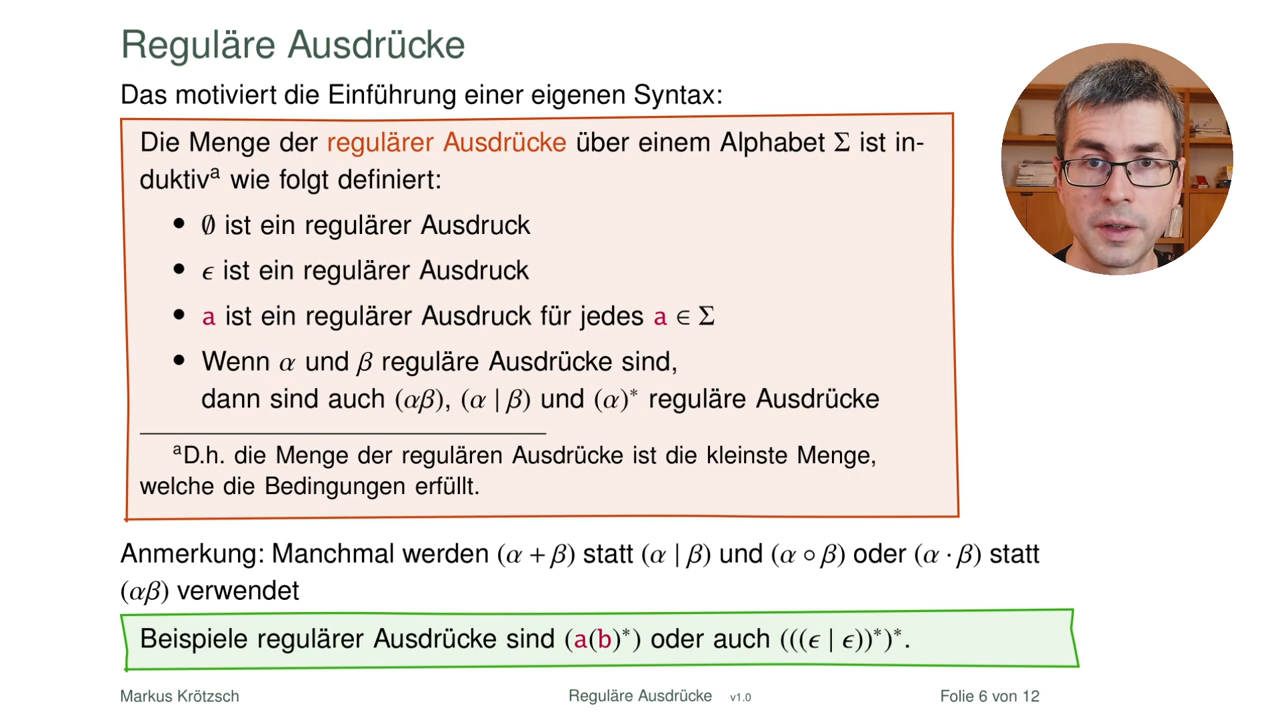 Reguläre Ausdrücke
Das motiviert die Einführung einer eigenen Syntax:
Die Menge der regulärer Ausdrücke über einem Alphabet Σ ist in-
duktivᵃ wie folgt definiert:
• ∅ ist ein regulärer Ausdruck
• ϵ ist ein regulärer Ausdruck
• a ist ein regulärer Ausdruck für jedes a ∈ Σ
• Wenn α und β reguläre Ausdrücke sind,
dann sind auch (αβ), (α | β) und (α)* reguläre Ausdrücke
ᵃD.h. die Menge der regulären Ausdrücke ist die kleinste Menge,
welche die Bedingungen erfüllt.
Anmerkung: Manchmal werden (α + β) statt (α | β) und (α ∘ β) oder (α · β) statt
(αβ) verwendet
Beispiele regulärer Ausdrücke sind (a(b)*) oder auch (((ϵ | ϵ))*)*.
Markus Krötzsch Reguläre Ausdrücke v1.0 Folie 6 von 12